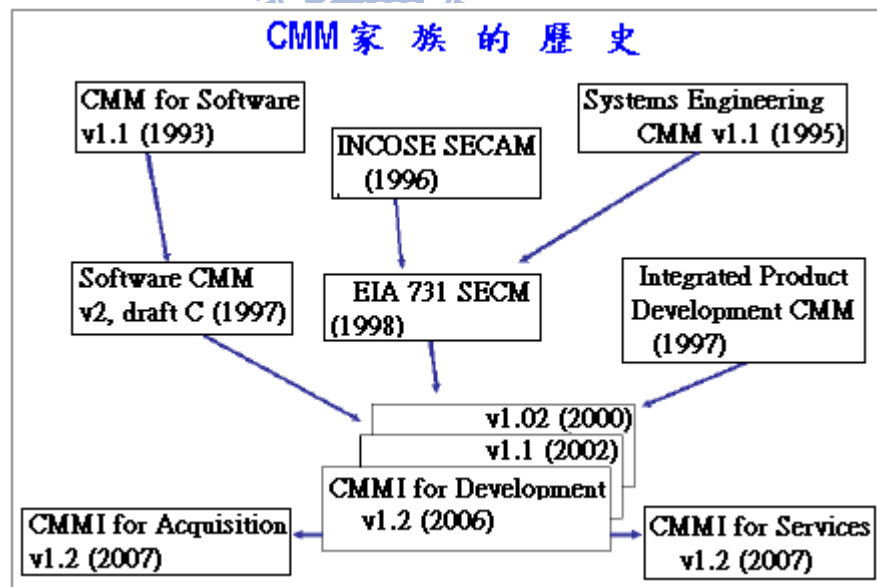 CMM 家 族 的 歷 史
CMM for Software
v1.1 (1993)
INCOSE SECAM
(1996)
Systems Engineering
CMM v1.1 (1995)
Software CMM
v2, draft C (1997)
EIA 731 SECM
(1998)
Integrated Product
Development CMM
(1997)
v1.02 (2000)
v1.1 (2002)
CMMI for Development
v1.2 (2006)
CMMI for Acquisition
v1.2 (2007)
CMMI for Services
v1.2 (2007)